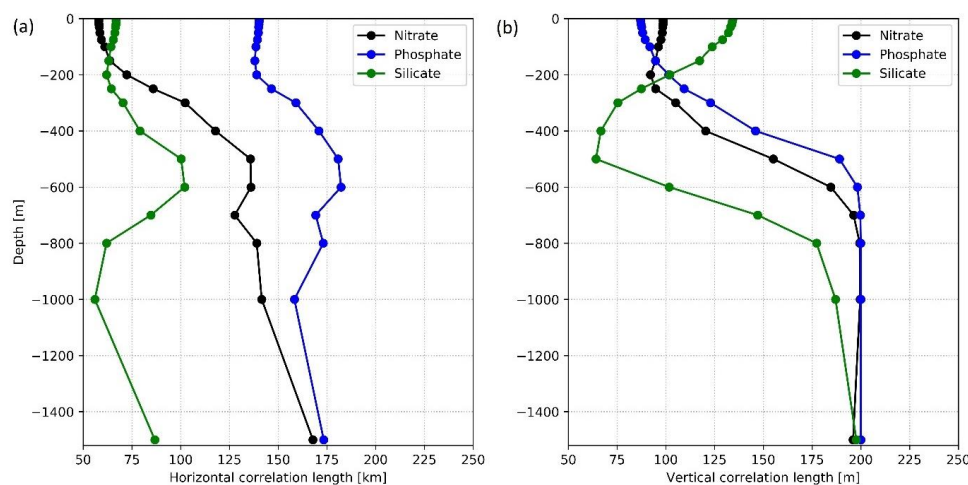 (a)
Nitrate
Phosphate
Silicate
0
−200
−400
−600
−800
−1000
−1200
−1400
Depth [m]
50 75 100 125 150 175 200 225 250
Horizontal correlation length [km]
(b)
Nitrate
Phosphate
Silicate
0
−200
−400
−600
−800
−1000
−1200
−1400
50 75 100 125 150 175 200 225 250
Vertical correlation length [m]